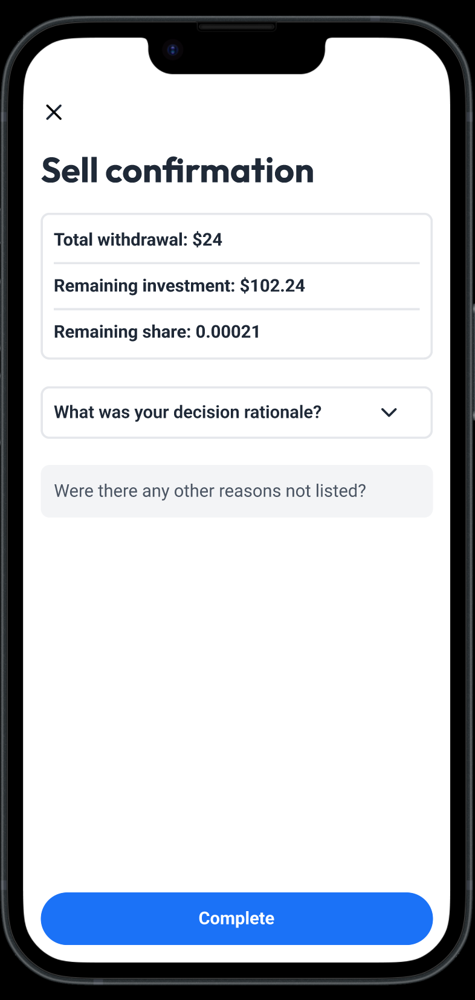 Sell confirmation
Total withdrawal: $24
Remaining investment: $102.24
Remaining share: 0.00021
What was your decision rationale?
Were there any other reasons not listed?
Complete